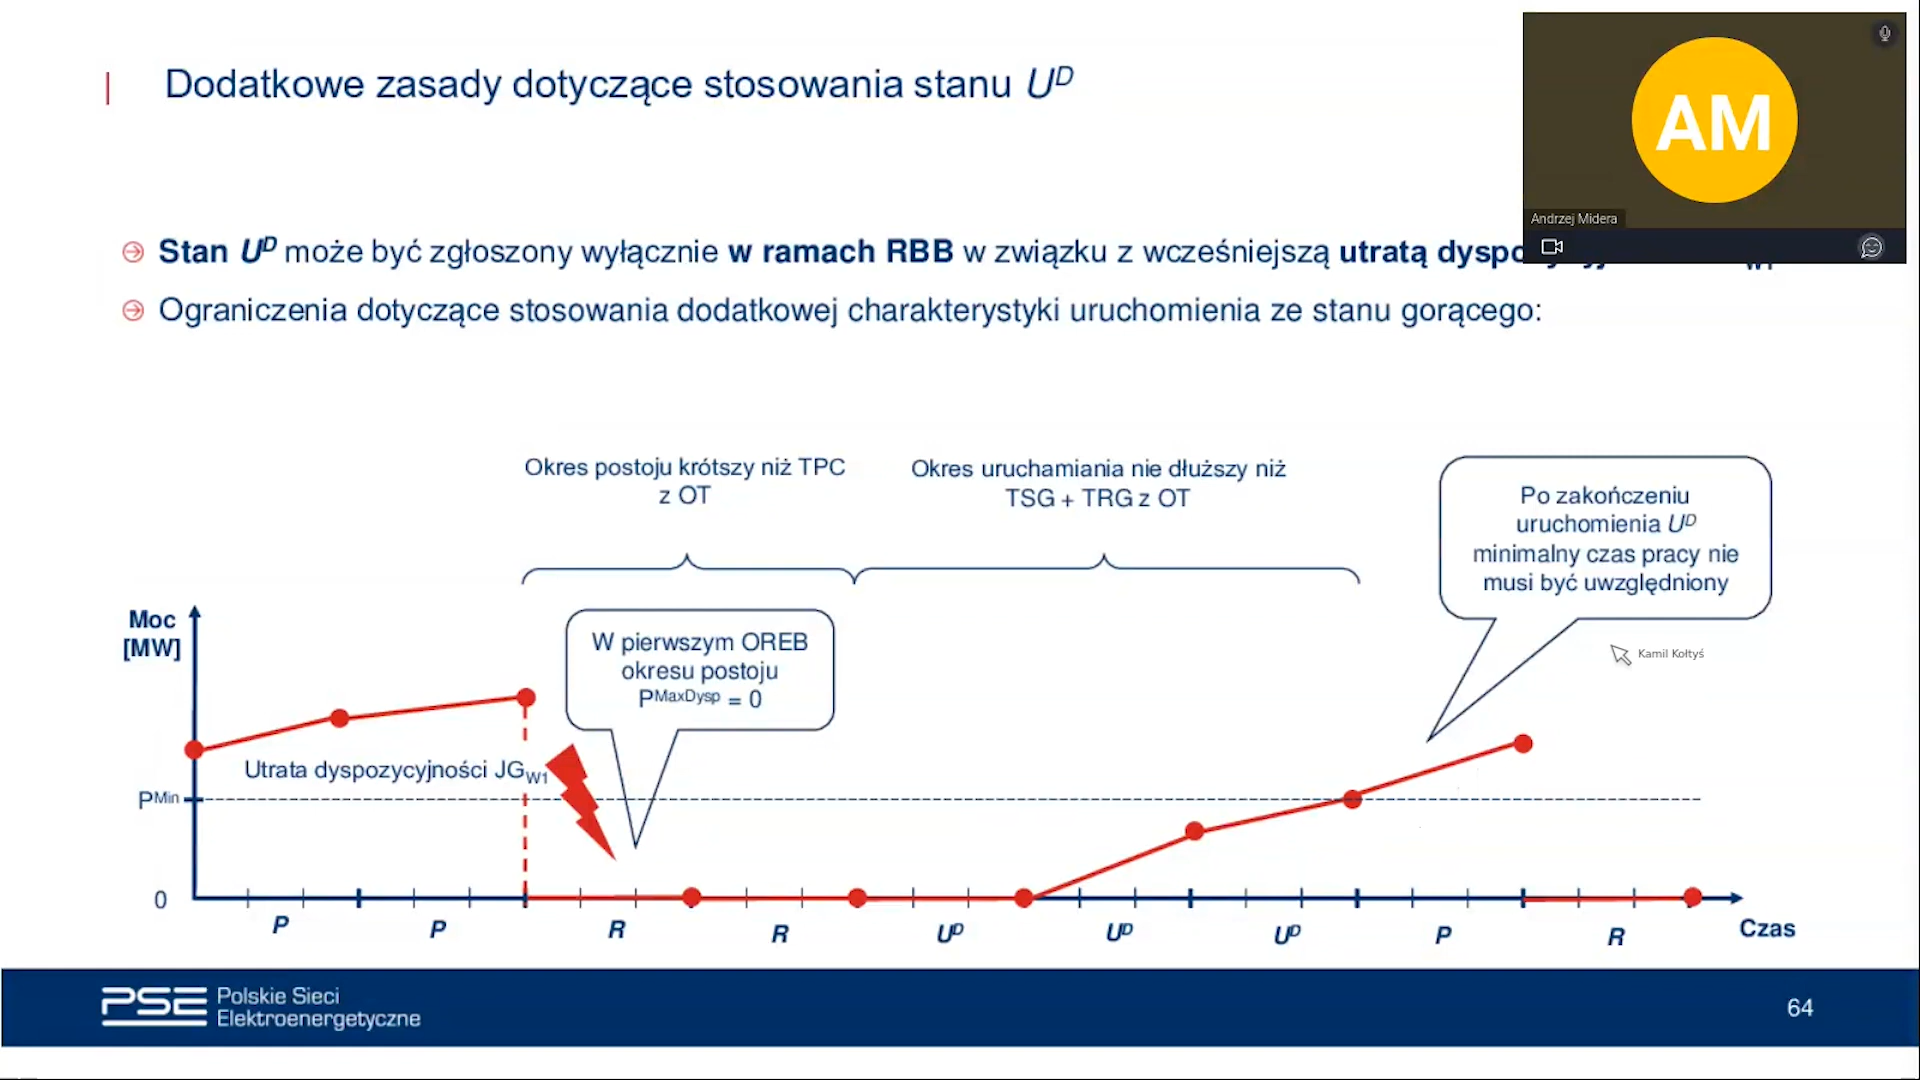 Dodatkowe zasady dotyczące stosowania stanu U^D
AM
Andrzej Midera
Stan U^D może być zgłoszony wyłącznie w ramach RBB w związku z wcześniejszą utratą
Ograniczenia dotyczące stosowania dodatkowej charakterystyki uruchomienia ze stanu gorącego:
Okres postoju krótszy niż TPC
z OT
Okres uruchamiania nie dłuższy niż
TSG + TRG z OT
Po zakończeniu
uruchomienia U^D
minimalny czas pracy nie
musi być uwzględniony
Kamil Kołtyś
Moc
[MW]
W pierwszym OREB
okresu postoju
P^MaxDysp = 0
Utrata dyspozycyjności JG_W1
P^Min
0
P P R R U^D U^D U^D P R
Czas
PSE Polskie Sieci
Elektroenergetyczne
64